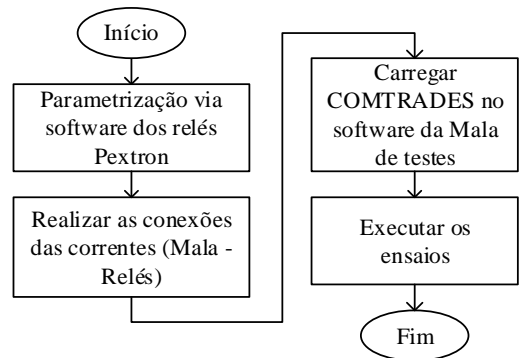 Início
Parametrização via
software dos relés
Pextron
Realizar as conexões
das correntes (Mala -
Relés)
Carregar
COMTRADES no
software da Mala
de testes
Executar os
ensaios
Fim